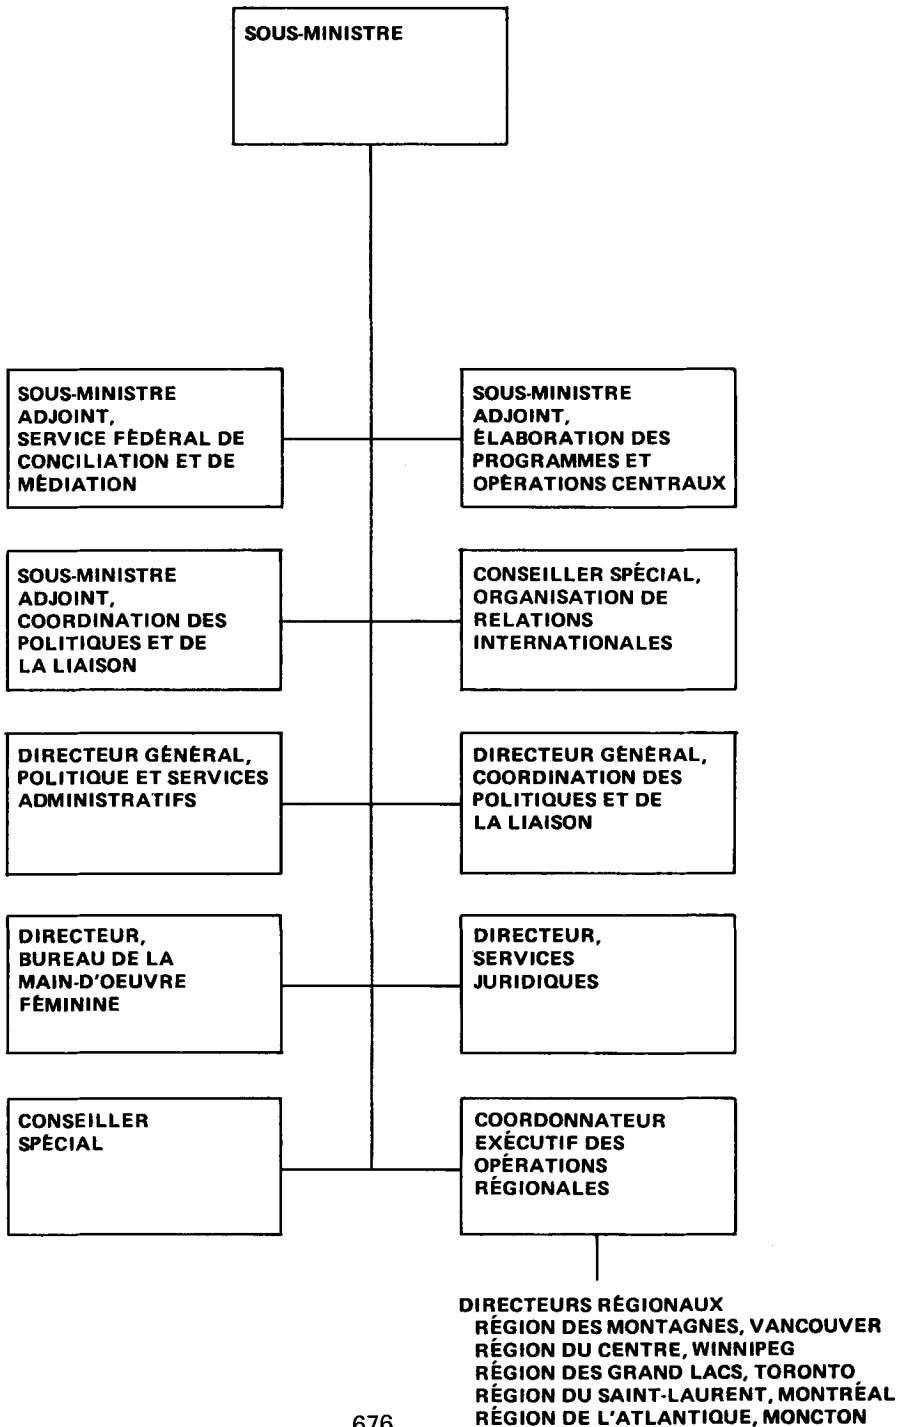 SOUS-MINISTRE
SOUS-MINISTRE
ADJOINT,
SERVICE FÉDÉRAL DE
CONCILIATION ET DE
MÉDIATION
SOUS-MINISTRE
ADJOINT,
ÉLABORATION DES
PROGRAMMES ET
OPÉRATIONS CENTRAUX
SOUS-MINISTRE
ADJOINT,
COORDINATION DES
POLITIQUES ET DE
LA LIAISON
CONSEILLER SPÉCIAL,
ORGANISATION DE
RELATIONS
INTERNATIONALES
DIRECTEUR GÉNÉRAL,
POLITIQUE ET SERVICES
ADMINISTRATIFS
DIRECTEUR GÉNÉRAL,
COORDINATION DES
POLITIQUES ET DE
LA LIAISON
DIRECTEUR,
BUREAU DE LA
MAIN-D'OEUVRE
FÉMININE
DIRECTEUR,
SERVICES
JURIDIQUES
CONSEILLER
SPÉCIAL
COORDONNATEUR
EXÉCUTIF DES
OPÉRATIONS
RÉGIONALES
DIRECTEURS RÉGIONAUX
RÉGION DES MONTAGNES, VANCOUVER
RÉGION DU CENTRE, WINNIPEG
RÉGION DES GRAND LACS, TORONTO
RÉGION DU SAINT-LAURENT, MONTRÉAL
RÉGION DE L'ATLANTIQUE, MONCTON
676